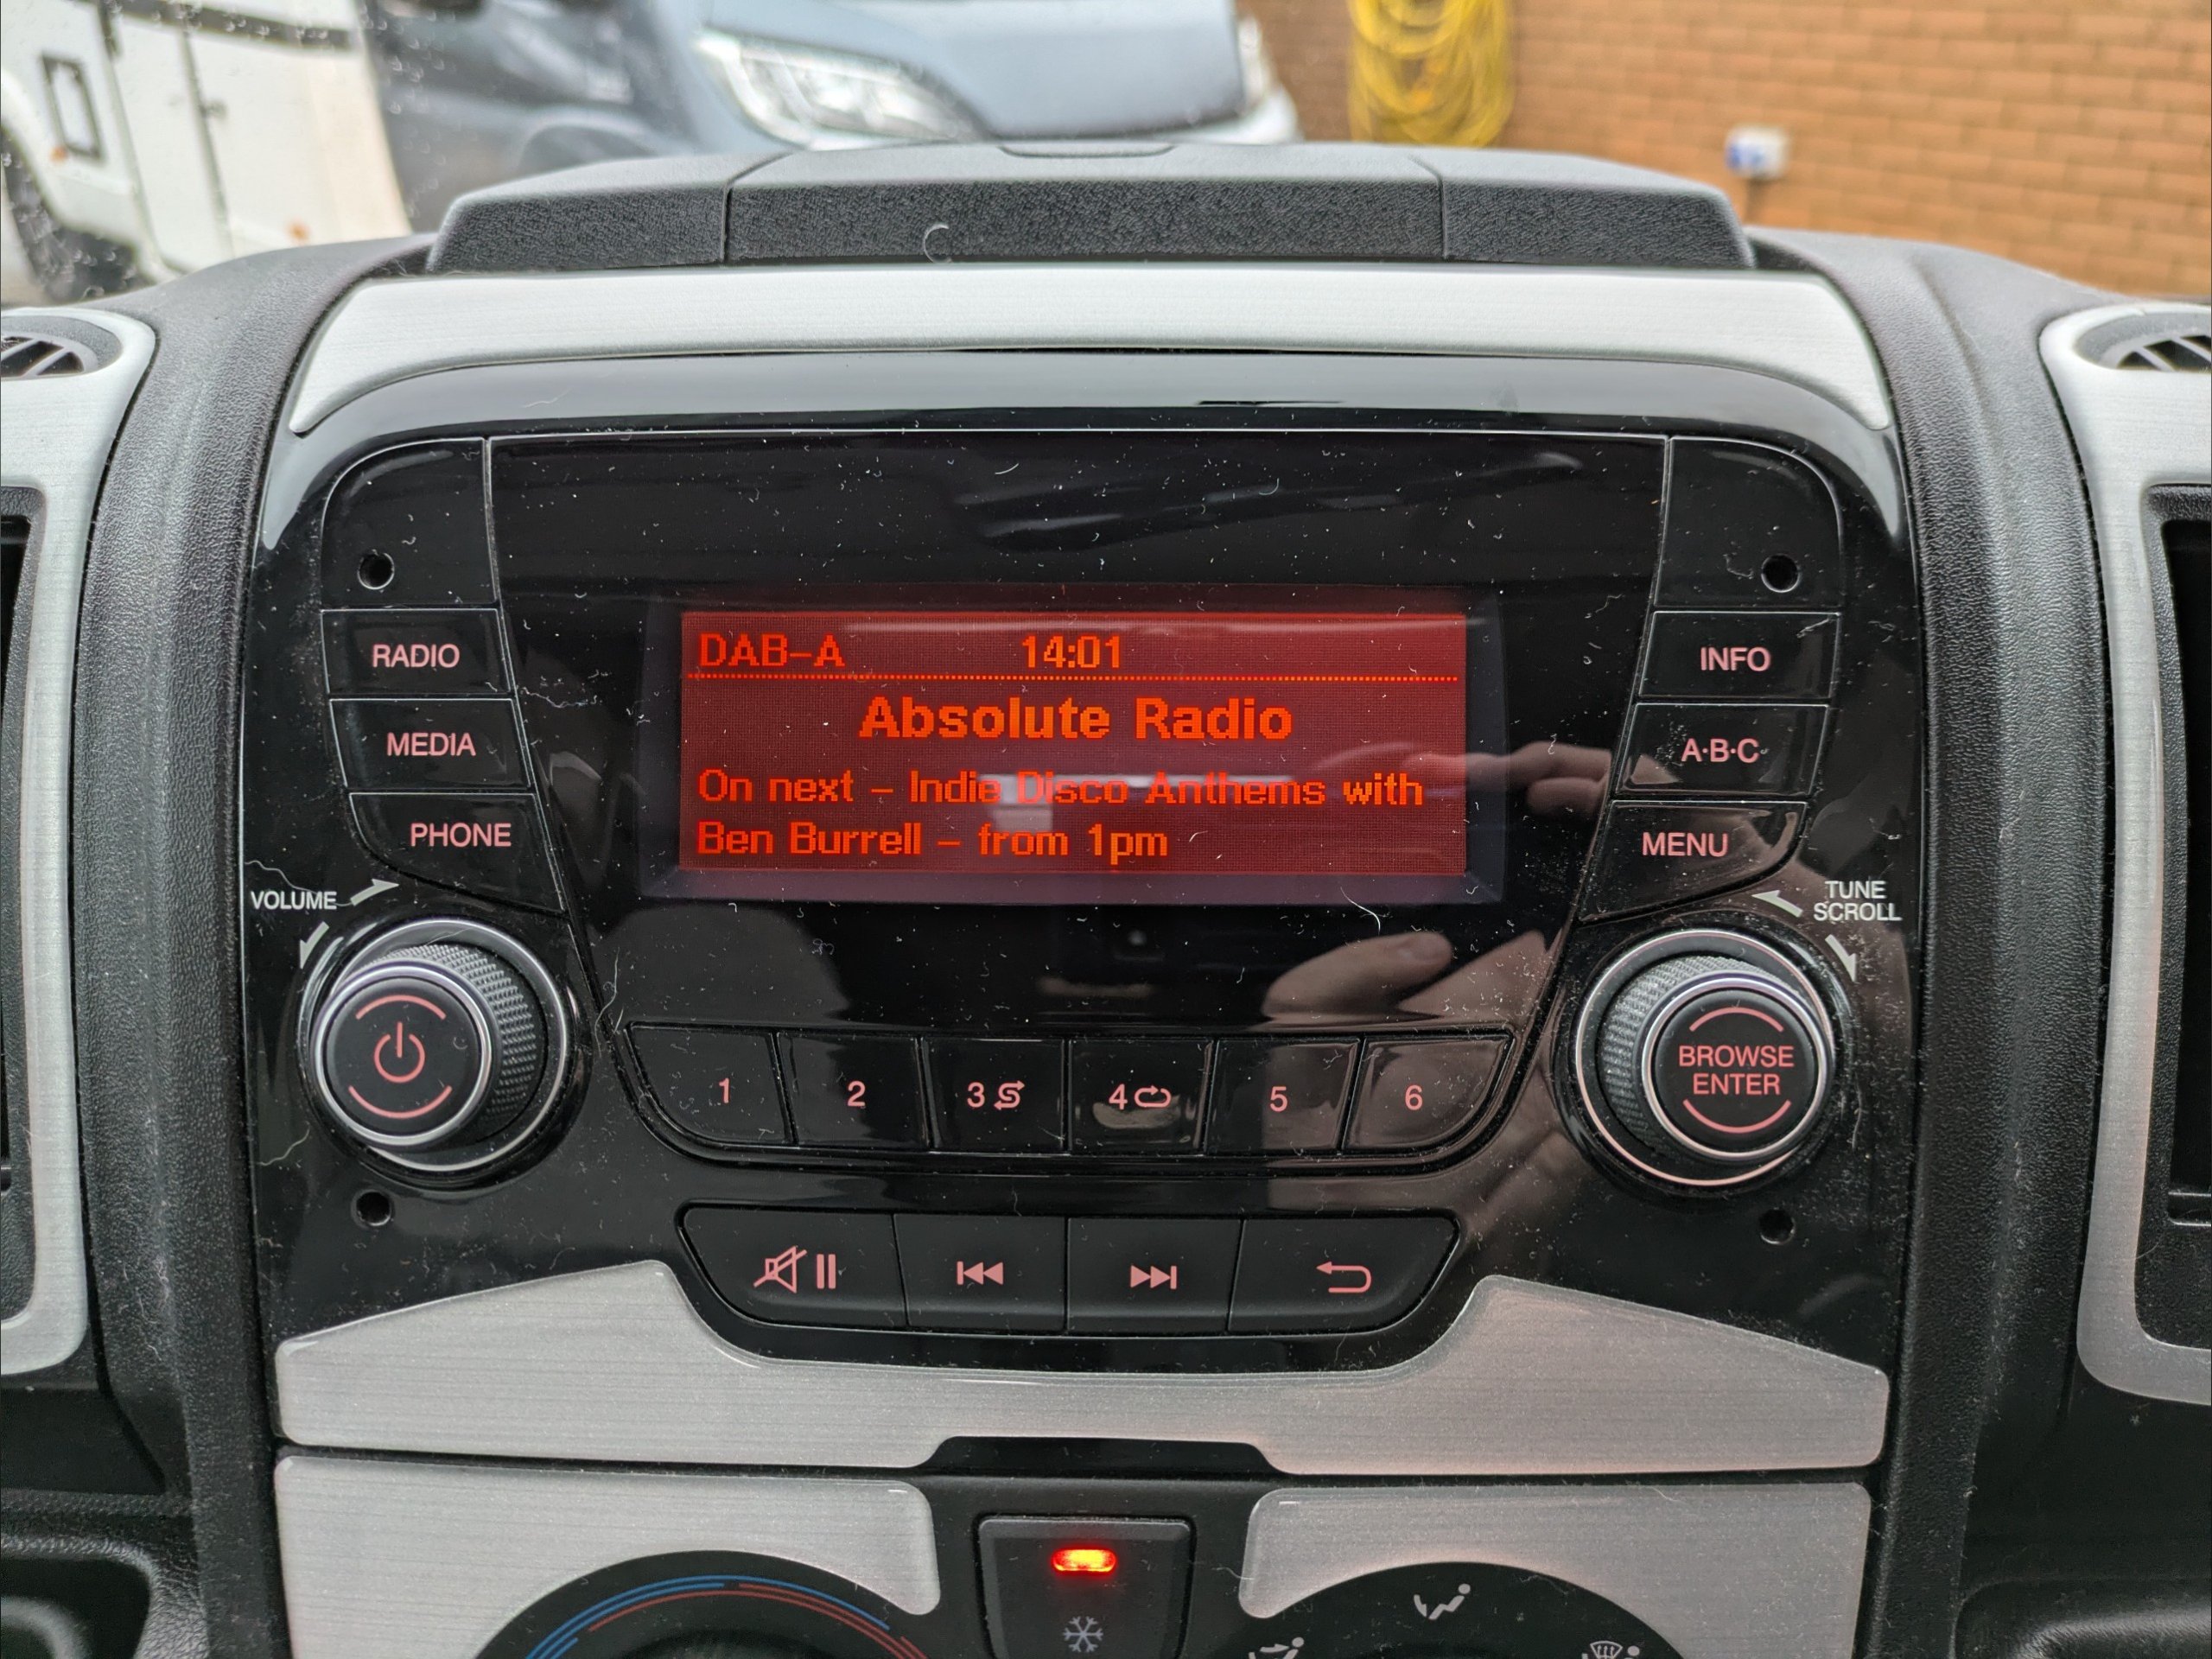 DAB-A 14:01
Absolute Radio
On next - Indie Disco Anthems with
Ben Burrell - from 1pm
RADIO
MEDIA
PHONE
VOLUME
INFO
A·B·C
MENU
TUNE
SCROLL
BROWSE
ENTER
1 2 3 4 5 6